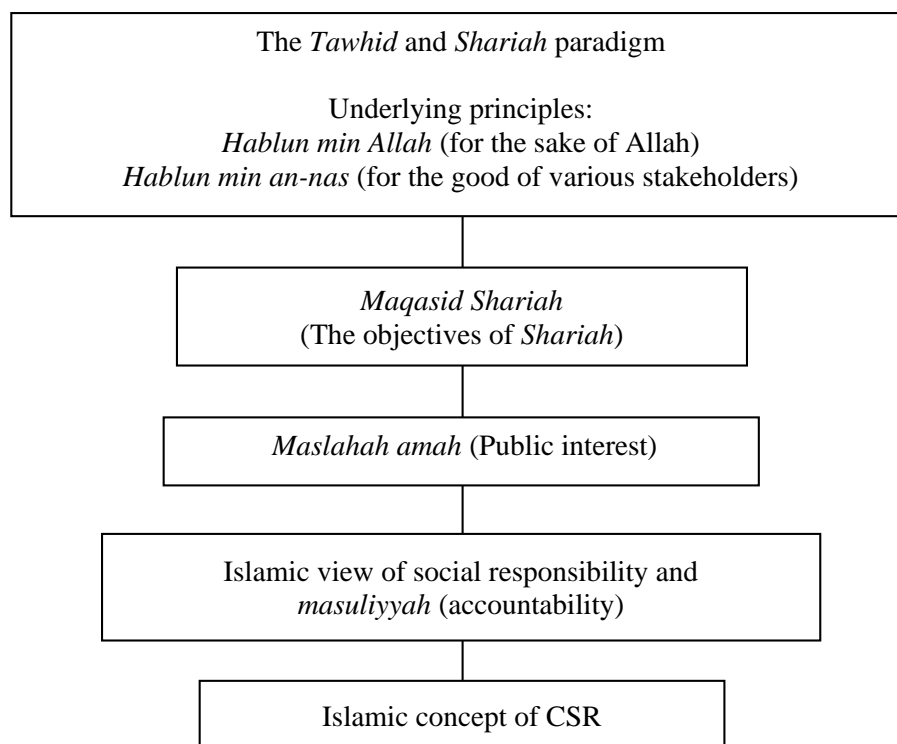 The Tawhid and Shariah paradigm
Underlying principles:
Hablun min Allah (for the sake of Allah)
Hablun min an-nas (for the good of various stakeholders)
Maqasid Shariah
(The objectives of Shariah)
Maslahah amah (Public interest)
Islamic view of social responsibility and
masuliyyah (accountability)
Islamic concept of CSR